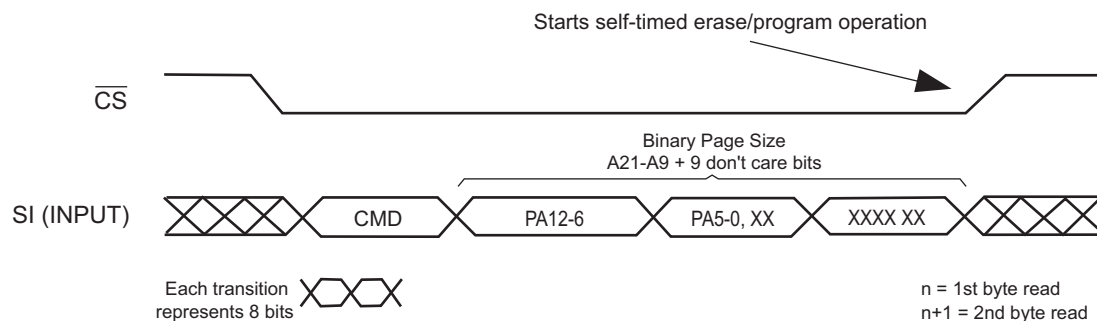 Starts self-timed erase/program operation
CS
Binary Page Size
A21-A9 + 9 don't care bits
SI (INPUT)
CMD
PA12-6
PA5-0, XX
XXXX XX
Each transition
represents 8 bits
n = 1st byte read
n+1 = 2nd byte read